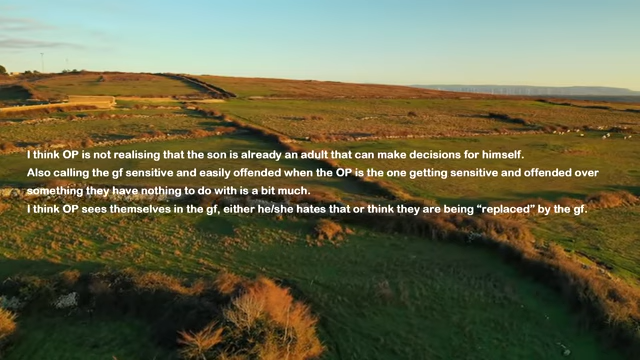 I think OP is not realising that the son is already an adult that can make decisions for himself.
Also calling the gf sensitive and easily offended when the OP is the one getting sensitive and offended over
something they have nothing to do with is a bit much.
I think OP sees themselves in the gf, either he/she hates that or think they are being “replaced” by the gf.